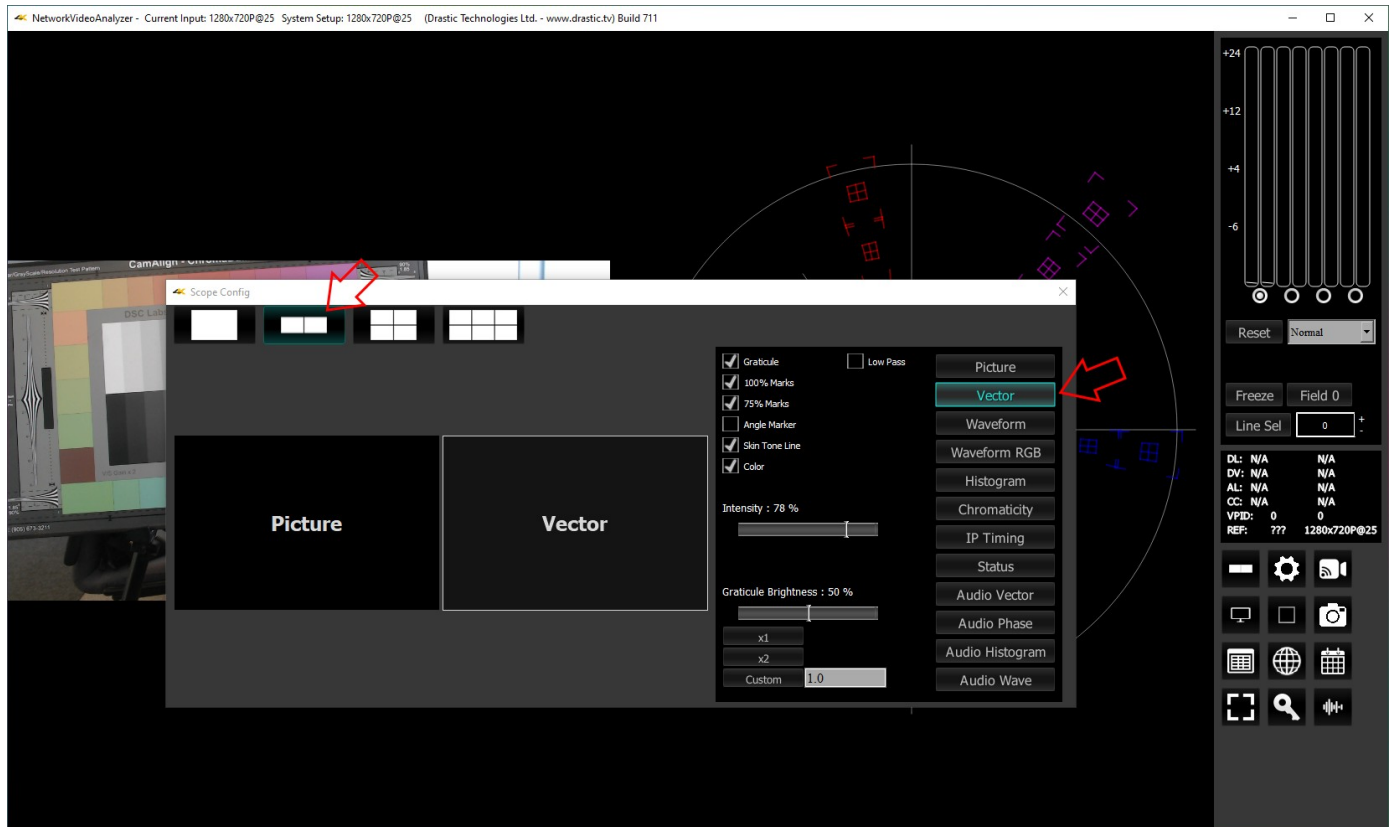 NetworkVideoAnalyzer - Current Input: 1280x720P@25 System Setup: 1280x720P@25 (Drastic Technologies Ltd. - www.drastic.tv) Build 711
+24
+12
+4
-6
Reset Normal
Freeze Field 0
Line Sel 0 + -
DL: N/A N/A
DV: N/A N/A
AL: N/A N/A
CC: N/A N/A
VPID: 0 0
REF: ??? 1280x720P@25
CamAlign - Chroma
DSC Labs
(905) 673-3211
Scope Config
Picture
Vector
Graticule Low Pass
100% Marks
75% Marks
Angle Marker
Skin Tone Line
Color
Intensity : 78 %
Graticule Brightness : 50 %
x1
x2
Custom 1.0
Picture
Vector
Waveform
Waveform RGB
Histogram
Chromaticity
IP Timing
Status
Audio Vector
Audio Phase
Audio Histogram
Audio Wave